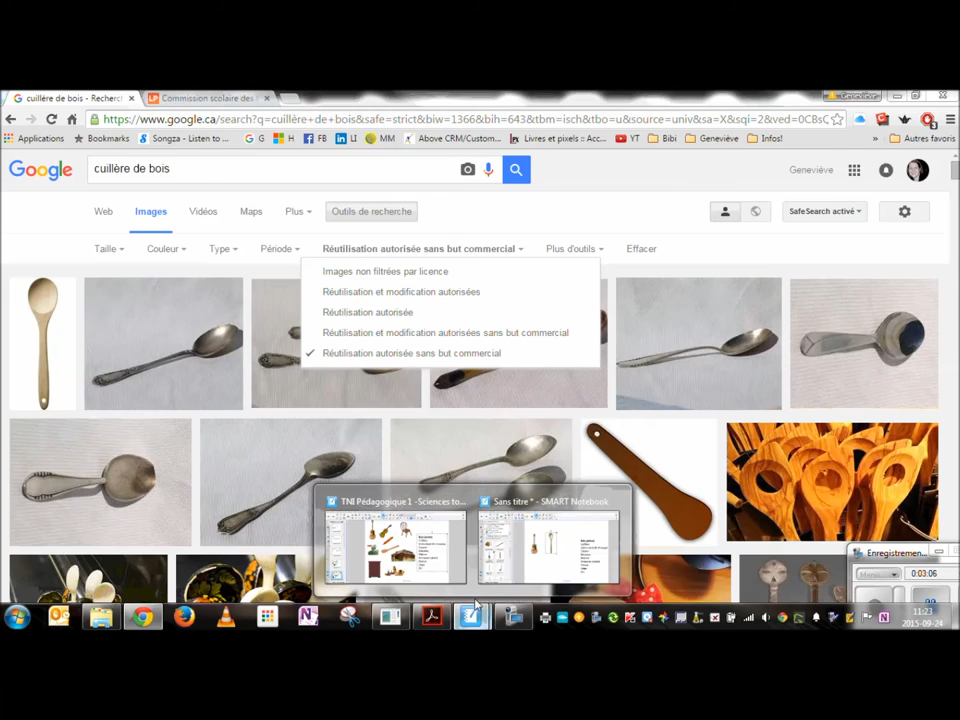 cuillère de bois - Recherch
Commission scolaire des
Geneviève
https://www.google.ca/search?q=cuillère+de+bois&safe=strict&biw=1366&bih=643&site=webhp&tbm=isch&tbo=u&source=univ&sa=X&sqi=2&ved=0CBsQ
Applications
Bookmarks
Songza - Listen to ...
G
H
FB
LI
MM
Above CRM/Custom...
Livres et pixels :: Acc...
YT
Bibi
Geneviève
Infos!
»
Autres favoris
Google
cuillère de bois
Geneviève
Web
Images
Vidéos
Maps
Plus
Outils de recherche
SafeSearch activé
Taille
Couleur
Type
Période
Réutilisation autorisée sans but commercial
Plus d'outils
Effacer
Images non filtrées par licence
Réutilisation et modification autorisées
Réutilisation autorisée
Réutilisation et modification autorisées sans but commercial
Réutilisation autorisée sans but commercial
TNI Pédagogique 1 -Sciences to...
Sans titre * - SMART Notebook
Enregistremen...
Menu
0:03:06
11:23
2015-09-24